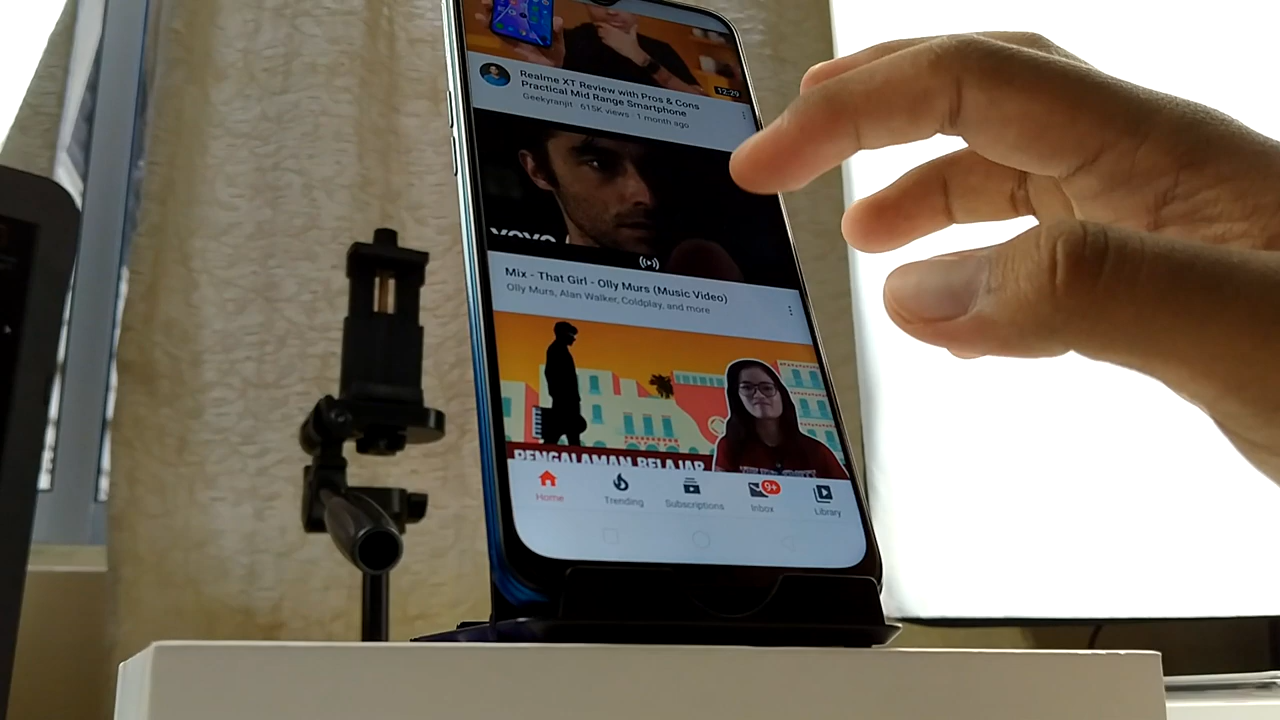 12:29
Realme XT Review with Pros & Cons
Practical Mid Range Smartphone
Geekyranjit · 615K views · 1 month ago
vevo
Mix - That Girl - Olly Murs (Music Video)
Olly Murs, Alan Walker, Coldplay, and more
PENGALAMAN BELAJAR
Home
Trending
Subscriptions
9+
Inbox
Library